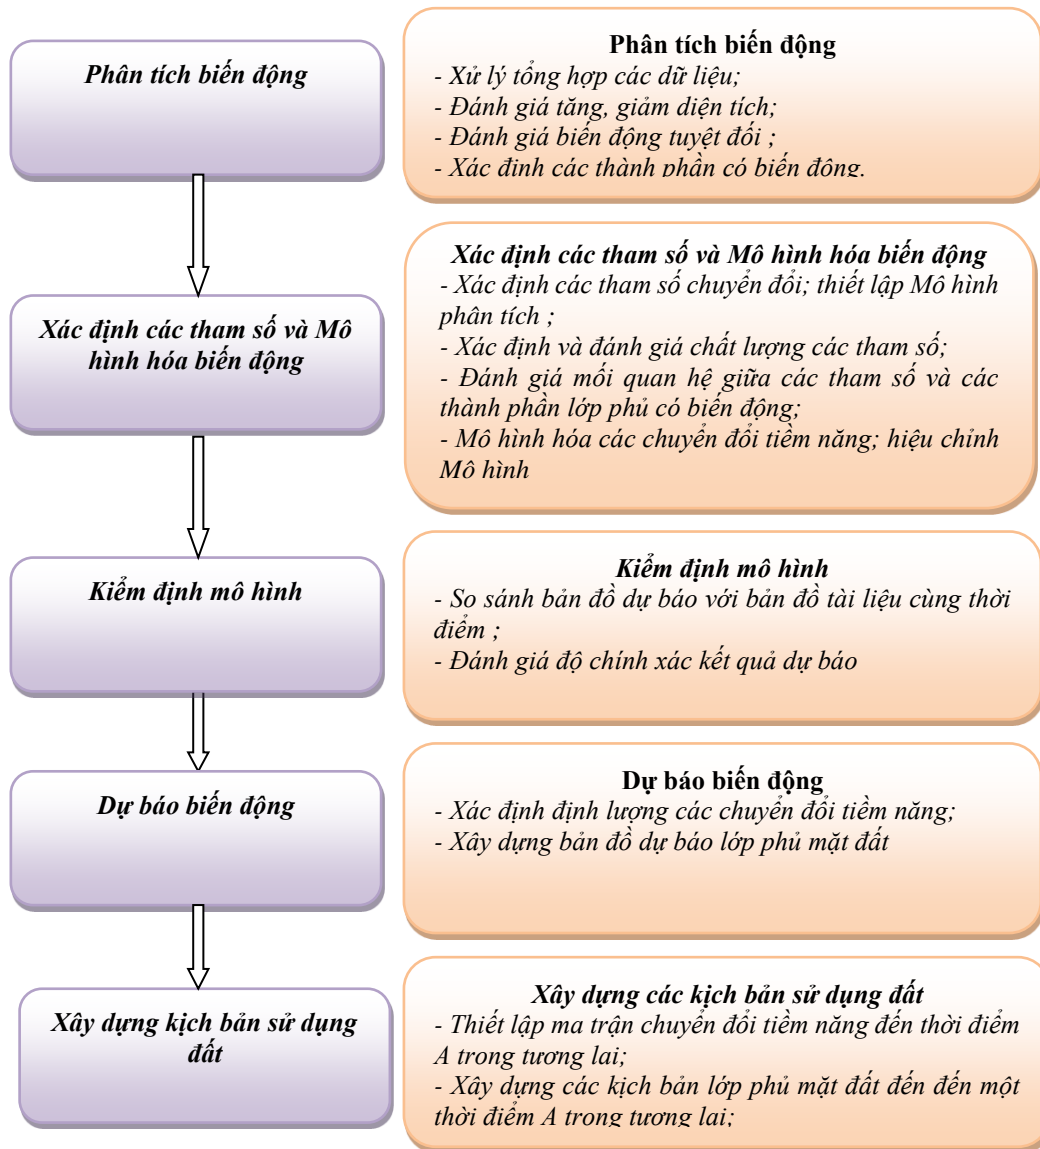 Phân tích biến động
Phân tích biến động
- Xử lý tổng hợp các dữ liệu;
- Đánh giá tăng, giảm diện tích;
- Đánh giá biến động tuyệt đối ;
- Xác định các thành phần có biến động.
Xác định các tham số và Mô
hình hóa biến động
Xác định các tham số và Mô hình hóa biến động
- Xác định các tham số chuyển đổi; thiết lập Mô hình
phân tích ;
- Xác định và đánh giá chất lượng các tham số;
- Đánh giá mối quan hệ giữa các tham số và các
thành phần lớp phủ có biến động;
- Mô hình hóa các chuyển đổi tiềm năng; hiệu chỉnh
Mô hình
Kiểm định mô hình
Kiểm định mô hình
- So sánh bản đồ dự báo với bản đồ tài liệu cùng thời
điểm ;
- Đánh giá độ chính xác kết quả dự báo
Dự báo biến động
Dự báo biến động
- Xác định định lượng các chuyển đổi tiềm năng;
- Xây dựng bản đồ dự báo lớp phủ mặt đất
Xây dựng kịch bản sử dụng
đất
Xây dựng các kịch bản sử dụng đất
- Thiết lập ma trận chuyển đổi tiềm năng đến thời điểm
A trong tương lai;
- Xây dựng các kịch bản lớp phủ mặt đất đến đến một
thời điểm A trong tương lai;